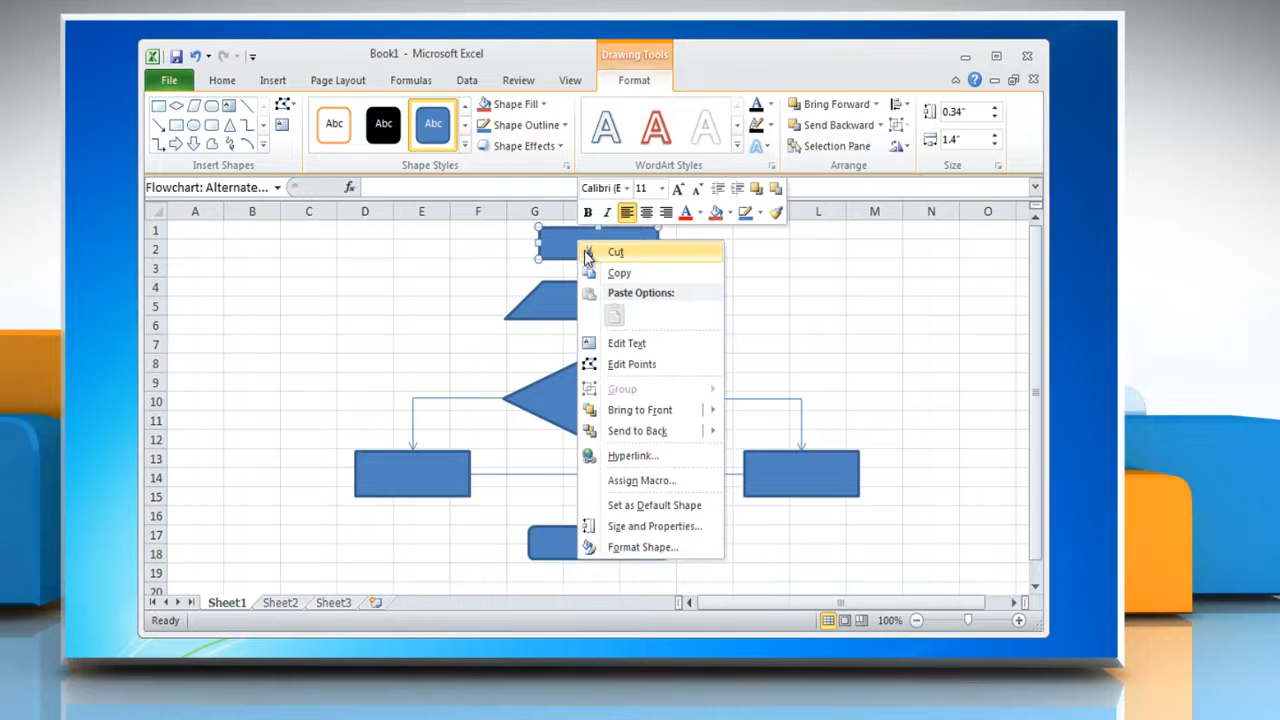 Book1 - Microsoft Excel
Drawing Tools
File Home Insert Page Layout Formulas Data Review View Format
Abc Abc Abc
Shape Fill
Shape Outline
Shape Effects
A A A
Bring Forward
Send Backward
Selection Pane
0.34"
1.4"
Insert Shapes Shape Styles WordArt Styles Arrange Size
Flowchart: Alternate... fx
Calibri (E 11 A A
B I A
A B C E F G L M N O
1
2
3
4
5
6
7
8
9
10
11
12
13
14
15
16
17
18
19
20
Cut
Copy
Paste Options:
Edit Text
Edit Points
Group
Bring to Front
Send to Back
Hyperlink...
Assign Macro...
Set as Default Shape
Size and Properties...
Format Shape...
Sheet1 Sheet2 Sheet3
Ready 100%